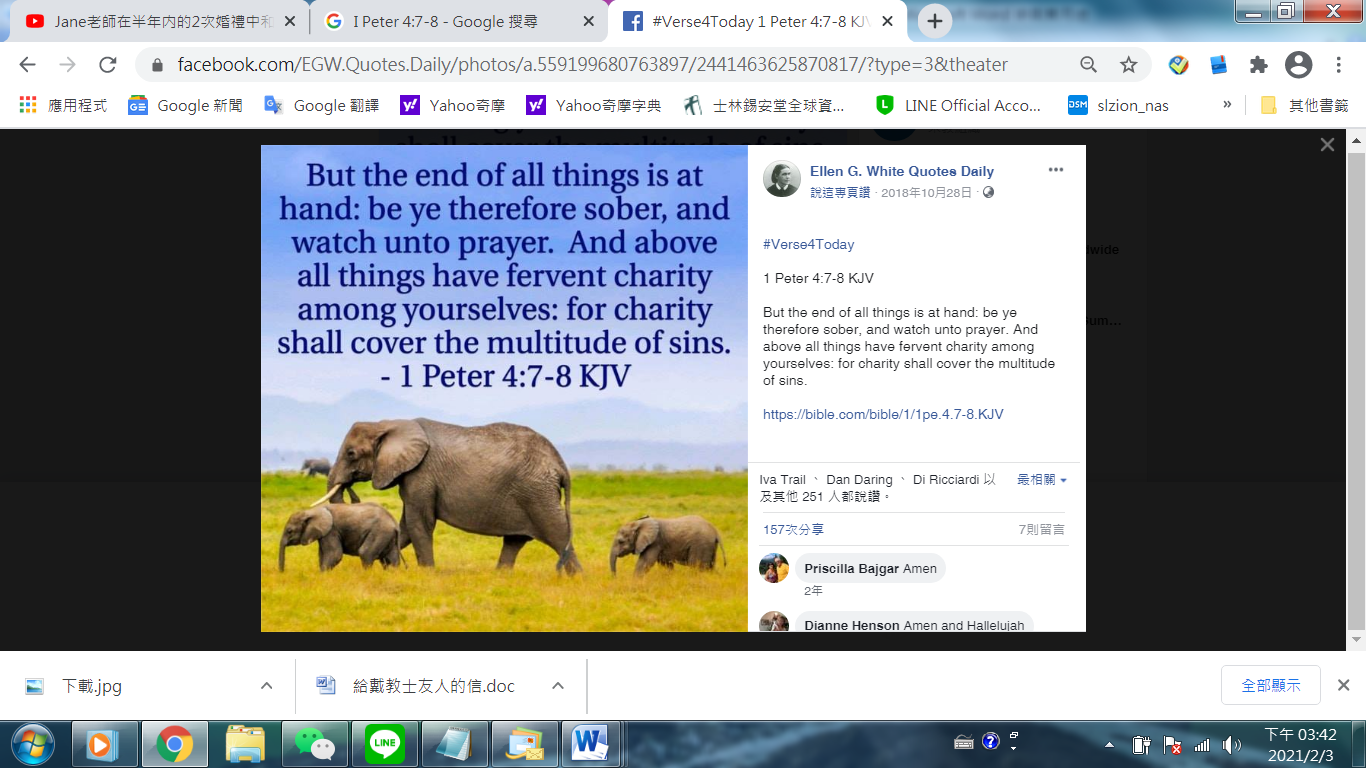 Jane老師在半年内的2次婚禮中和
I Peter 4:7-8 - Google 搜尋
#Verse4Today 1 Peter 4:7-8 KJV
facebook.com/EGW.Quotes.Daily/photos/a.559199680763897/2441463625870817/?type=3&theater
應用程式
Google 新聞
Google 翻譯
Yahoo奇摩
Yahoo奇摩字典
士林錫安堂全球資...
LINE Official Acco...
DSM
slzion_nas
»
其他書籤
But the end of all things is at
hand: be ye therefore sober, and
watch unto prayer. And above
all things have fervent charity
among yourselves: for charity
shall cover the multitude of sins.
- 1 Peter 4:7-8 KJV
Ellen G. White Quotes Daily
說這專頁讚 · 2018年10月28日 ·
#Verse4Today
1 Peter 4:7-8 KJV
But the end of all things is at hand: be ye
therefore sober, and watch unto prayer. And
above all things have fervent charity among
yourselves: for charity shall cover the multitude
of sins.
https://bible.com/bible/1/1pe.4.7-8.KJV
Iva Trail 、 Dan Daring 、 Di Ricciardi 以
及其他 251 人都說讚。
最相關
157次分享
7則留言
Priscilla Bajgar Amen
2年
Dianne Henson Amen and Hallelujah
下載.jpg
給戴教士友人的信.doc
全部顯示
LINE
下午 03:42
2021/2/3